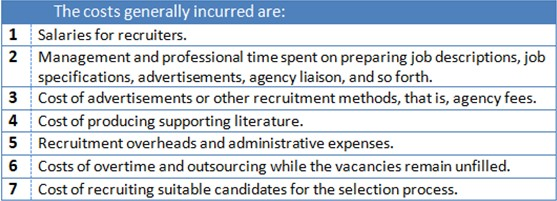 The costs generally incurred are:
1 Salaries for recruiters.
2 Management and professional time spent on preparing job descriptions, job
specifications, advertisements, agency liaison, and so forth.
3 Cost of advertisements or other recruitment methods, that is, agency fees.
4 Cost of producing supporting literature.
5 Recruitment overheads and administrative expenses.
6 Costs of overtime and outsourcing while the vacancies remain unfilled.
7 Cost of recruiting suitable candidates for the selection process.